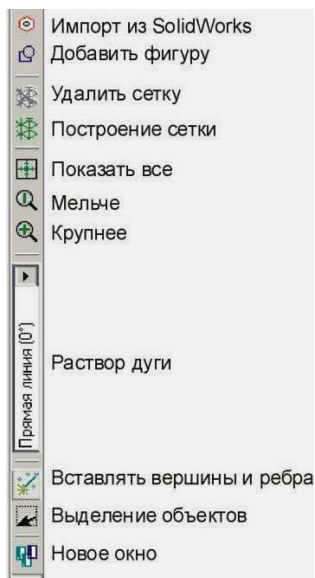 Импорт из SolidWorks
Добавить фигуру
Удалить сетку
Построение сетки
Показать все
Мельче
Крупнее
Прямая линия (0°)
Раствор дуги
Вставлять вершины и ребра
Выделение объектов
Новое окно